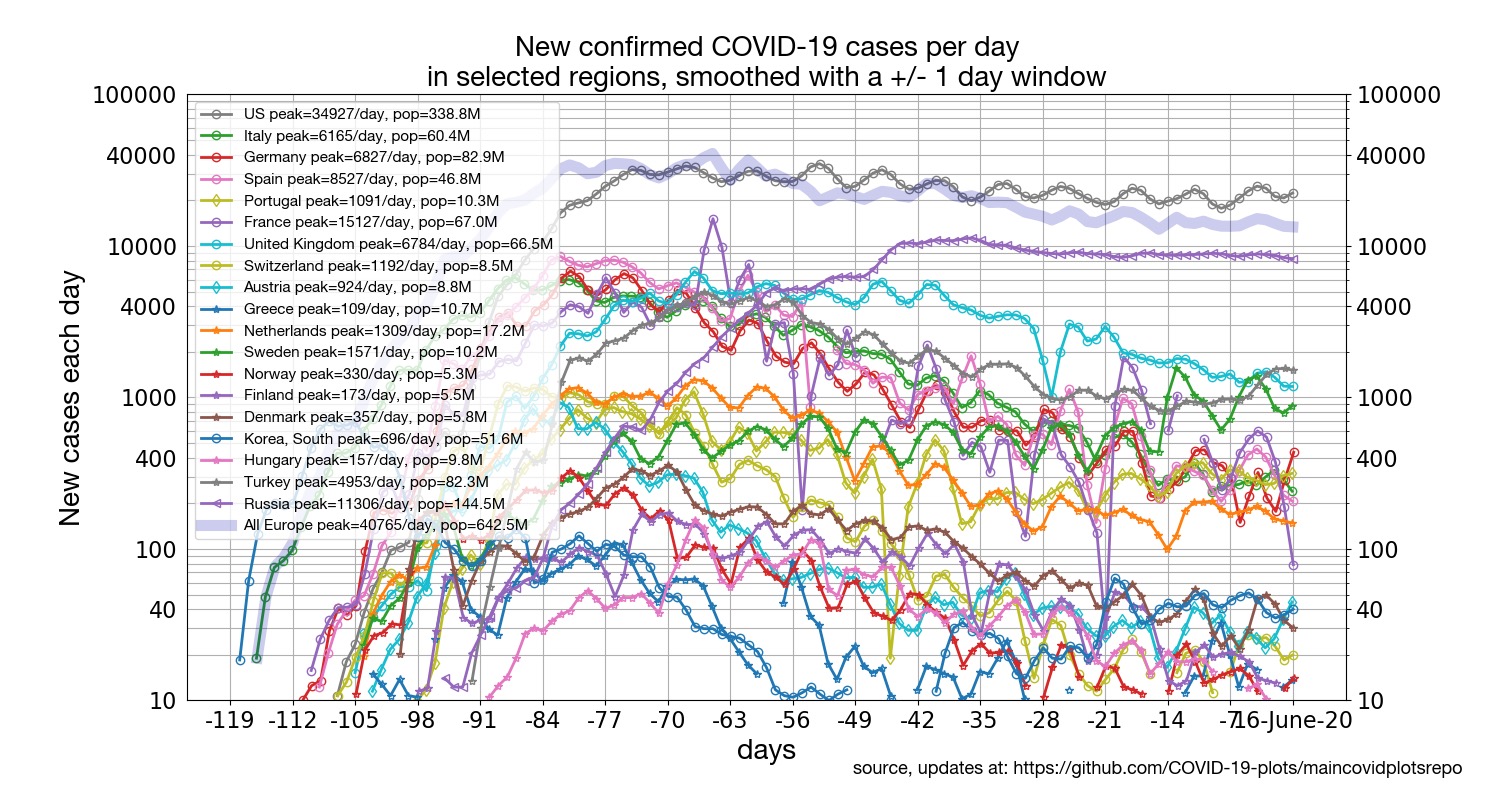 New confirmed COVID-19 cases per day
in selected regions, smoothed with a +/- 1 day window
100000
40000
10000
4000
1000
400
100
40
10
New cases each day
US peak=34927/day, pop=338.8M
Italy peak=6165/day, pop=60.4M
Germany peak=6827/day, pop=82.9M
Spain peak=8527/day, pop=46.8M
Portugal peak=1091/day, pop=10.3M
France peak=15127/day, pop=67.0M
United Kingdom peak=6784/day, pop=66.5M
Switzerland peak=1192/day, pop=8.5M
Austria peak=924/day, pop=8.8M
Greece peak=109/day, pop=10.7M
Netherlands peak=1309/day, pop=17.2M
Sweden peak=1571/day, pop=10.2M
Norway peak=330/day, pop=5.3M
Finland peak=173/day, pop=5.5M
Denmark peak=357/day, pop=5.8M
Korea, South peak=696/day, pop=51.6M
Hungary peak=157/day, pop=9.8M
Turkey peak=4953/day, pop=82.3M
Russia peak=11306/day, pop=144.5M
All Europe peak=40765/day, pop=642.5M
100000
40000
10000
4000
1000
400
100
40
10
-119 -112 -105 -98 -91 -84 -77 -70 -63 -56 -49 -42 -35 -28 -21 -14 -7 16-June-20
days
source, updates at: https://github.com/COVID-19-plots/maincovidplotsrepo